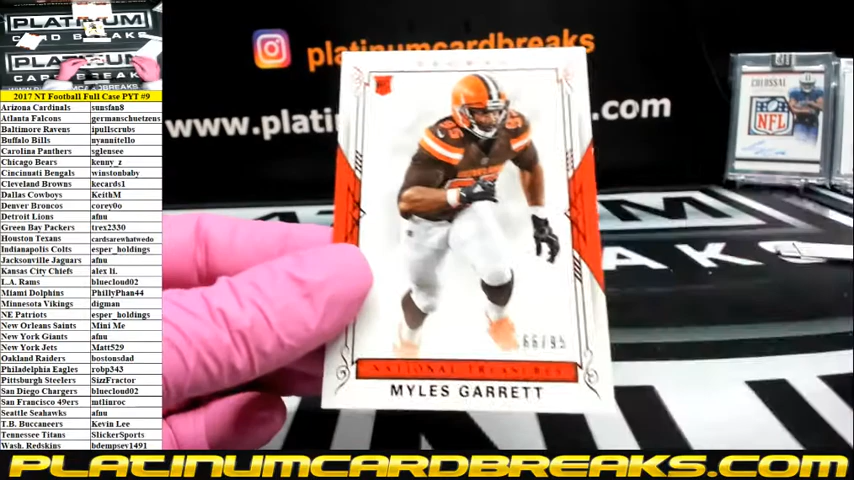 PLATINUM
CARD BREAKS
PLATINUM
CARD BREAKS
2017 NT Football Full Case PYT #9
Arizona Cardinals sunsfan8
Atlanta Falcons germanschuetzens
Baltimore Ravens ipullscrubs
Buffalo Bills nyannitello
Carolina Panthers sglensee
Chicago Bears kenny_z
Cincinnati Bengals winstonbaby
Cleveland Browns kecards1
Dallas Cowboys KeithM
Denver Broncos corey0o
Detroit Lions afnu
Green Bay Packers trex2330
Houston Texans cardsarewhatwedo
Indianapolis Colts esper_holdings
Jacksonville Jaguars afnu
Kansas City Chiefs alex li.
L.A. Rams bluecloud02
Miami Dolphins PhillyPhan44
Minnesota Vikings digman
NE Patriots esper_holdings
New Orleans Saints Mini Me
New York Giants afnu
New York Jets Matt529
Oakland Raiders bostonsdad
Philadelphia Eagles robp343
Pittsburgh Steelers SizzFractor
San Diego Chargers bluecloud02
San Francisco 49ers mtlinroc
Seattle Seahawks afnu
T.B. Buccaneers Kevin Lee
Tennessee Titans SlickerSports
Wash. Redskins bdempsey1491
platinumcardbreaks
www.plati
m.com
BROWNS
66/95
NATIONAL TREASURES
MYLES GARRETT
COLOSSAL
NFL
M
EAKS
PLATINUMCARDBREAKS.COM